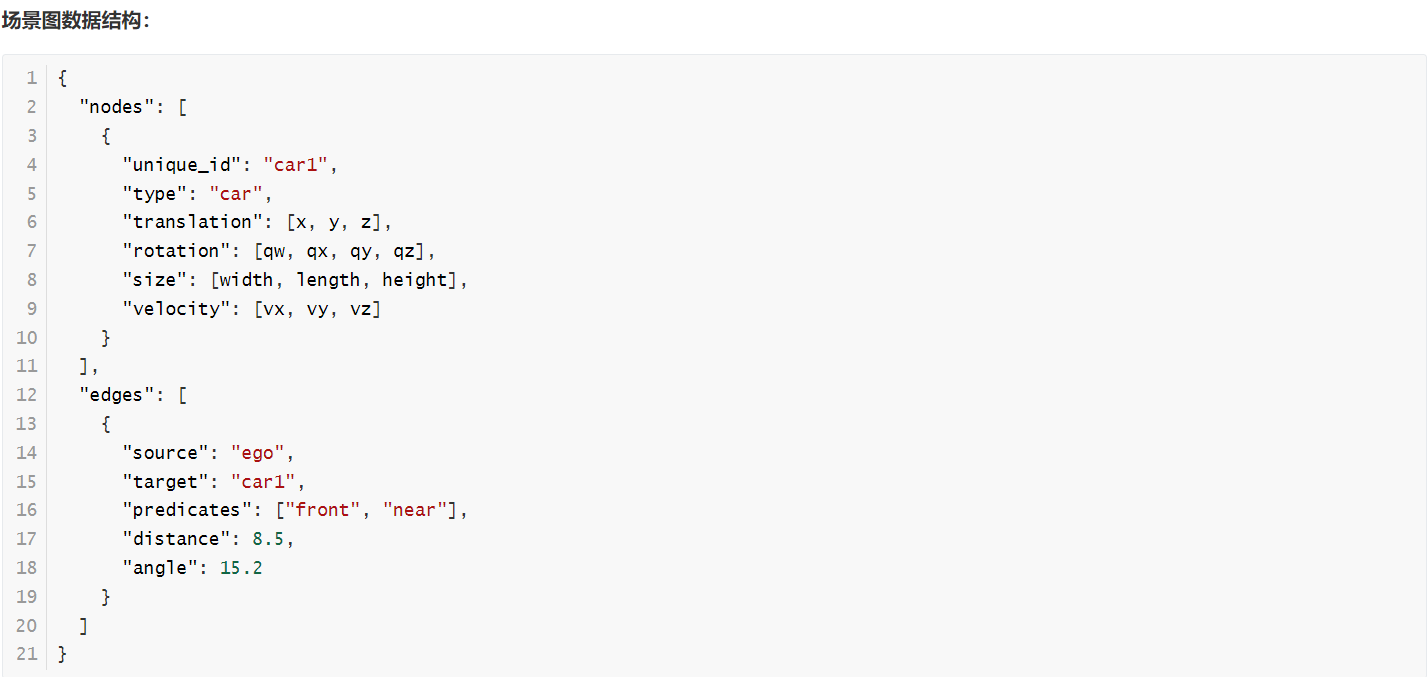 场景图数据结构：
1 {
2   "nodes": [
3     {
4       "unique_id": "car1",
5       "type": "car",
6       "translation": [x, y, z],
7       "rotation": [qw, qx, qy, qz],
8       "size": [width, length, height],
9       "velocity": [vx, vy, vz]
10     }
11   ],
12   "edges": [
13     {
14       "source": "ego",
15       "target": "car1",
16       "predicates": ["front", "near"],
17       "distance": 8.5,
18       "angle": 15.2
19     }
20   ]
21 }